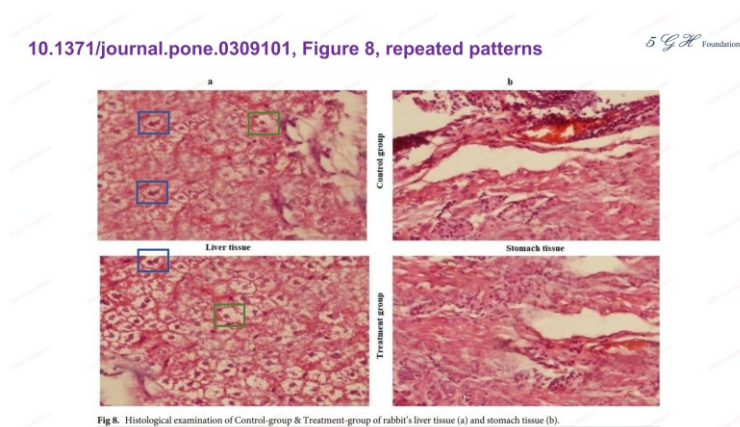 10.1371/journal.pone.0309101, Figure 8, repeated patterns
5 G H Foundation
a
b
Control group
Liver tissue
Stomach tissue
Treatment group
Fig 8. Histological examination of Control-group & Treatment-group of rabbit's liver tissue (a) and stomach tissue (b).